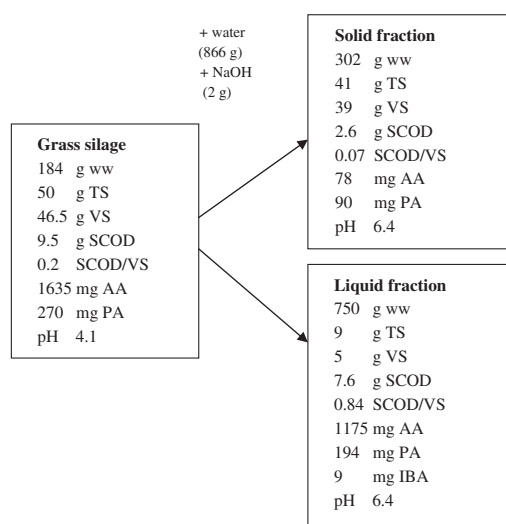 + water
(866 g)
+ NaOH
(2 g)
Grass silage
184 g ww
50 g TS
46.5 g VS
9.5 g SCOD
0.2 SCOD/VS
1635 mg AA
270 mg PA
pH 4.1
Solid fraction
302 g ww
41 g TS
39 g VS
2.6 g SCOD
0.07 SCOD/VS
78 mg AA
90 mg PA
pH 6.4
Liquid fraction
750 g ww
9 g TS
5 g VS
7.6 g SCOD
0.84 SCOD/VS
1175 mg AA
194 mg PA
9 mg IBA
pH 6.4